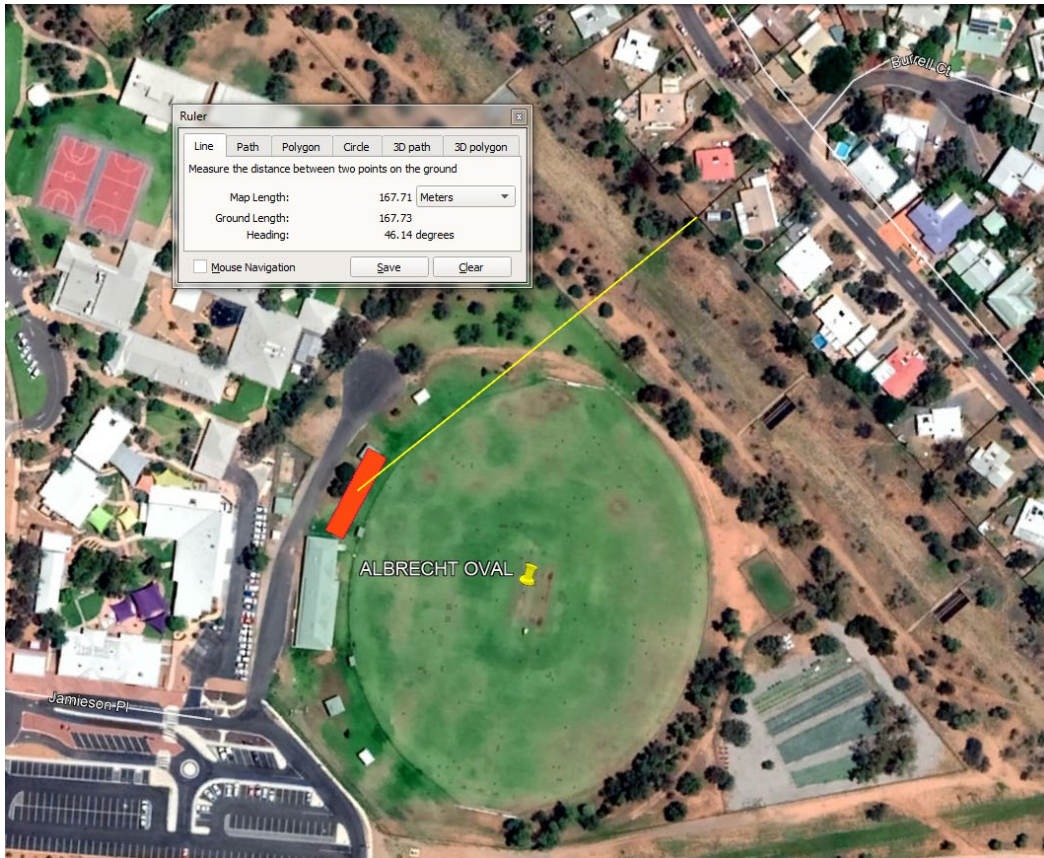 Burrell Ct
Ruler
Line Path Polygon Circle 3D path 3D polygon
Measure the distance between two points on the ground
Map Length: 167.71 Meters
Ground Length: 167.73
Heading: 46.14 degrees
Mouse Navigation Save Clear
ALBRECHT OVAL
Jamieson Pl